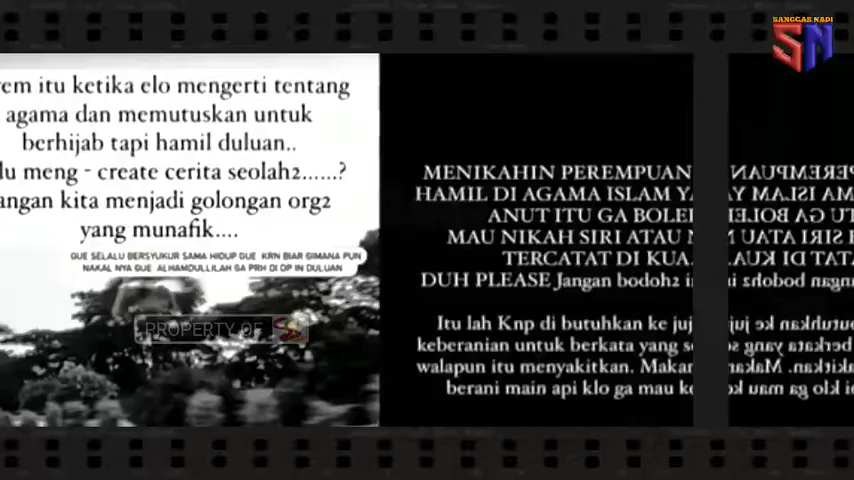 SANGGAR NADI
SN
em itu ketika elo mengerti tentang
agama dan memutuskan untuk
berhijab tapi hamil duluan..
lu meng - create cerita seolah2......?
angan kita menjadi golongan org2
yang munafik....
GUE SELALU BERSYUKUR SAMA HIDUP GUE KRN BIAR GIMANA PUN
NAKAL NYA GUE ALHAMDULLILAH GA PRH DI DP IN DULUAN
PROPERTY OF
MENIKAHIN PEREMPUAN
HAMIL DI AGAMA ISLAM YA
ANUT ITU GA BOLEH
MAU NIKAH SIRI ATAU
TERCATAT DI KUA
DUH PLEASE Jangan bodoh2
Itu lah Knp di butuhkan ke juj
keberanian untuk berkata yang
walapun itu menyakitkan. Makan
berani main api klo ga mau